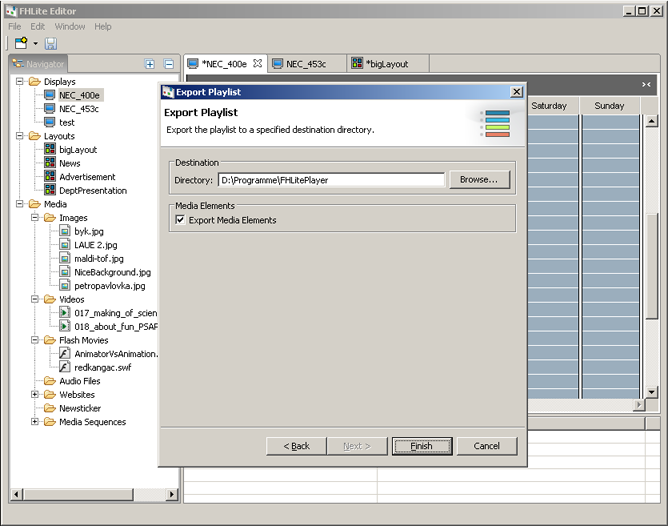 FHLite Editor
File Edit Window Help
Navigator
*NEC_400e
NEC_453c
*bigLayout
Displays
NEC_400e
NEC_453c
test
Layouts
bigLayout
News
Advertisement
DeptPresentation
Media
Images
byk.jpg
LAUE 2.jpg
maldi-tof.jpg
NiceBackground.jpg
petropavlovka.jpg
Videos
017_making_of_scien
018_about_fun_PSAF
Flash Movies
AnimatorVsAnimation.
redkangac.swf
Audio Files
Websites
Newsticker
Media Sequences
Saturday Sunday
Export Playlist
Export Playlist
Export the playlist to a specified destination directory.
Destination
Directory: D:\Programme\FHLitePlayer Browse...
Media Elements
Export Media Elements
< Back Next > Finish Cancel